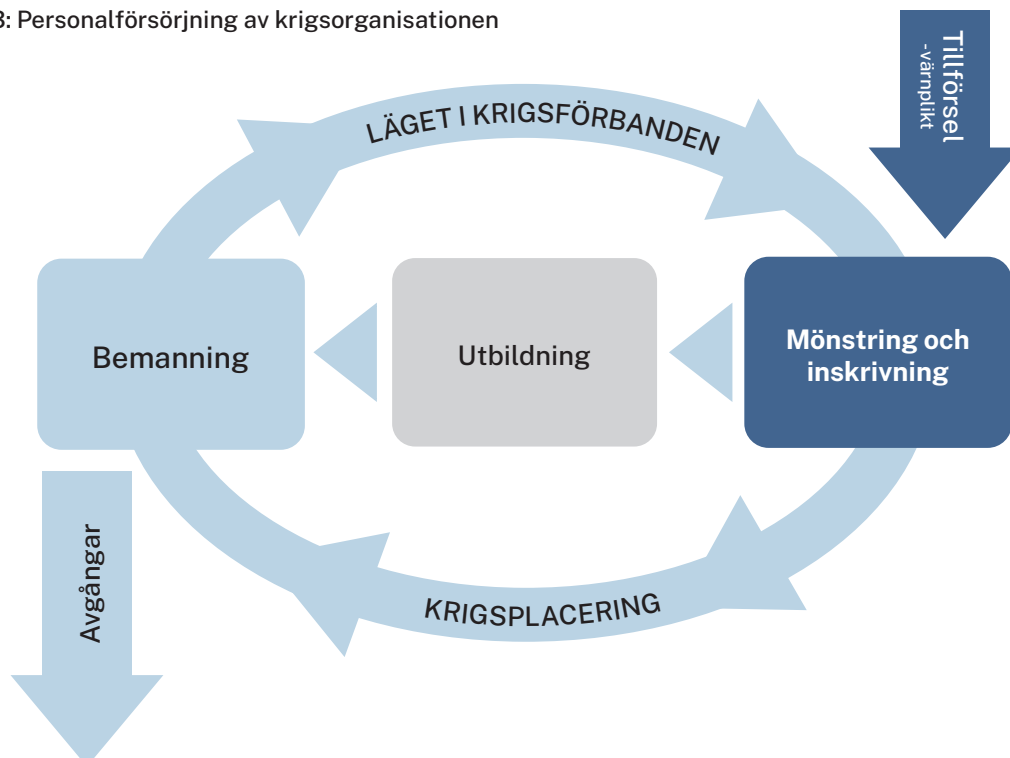 3: Personalförsörjning av krigsorganisationen
Tillförsel
-värnplikt
LÄGET I KRIGSFÖRBANDEN
Bemanning
Utbildning
Mönstring och
inskrivning
Avgångar
KRIGSPLACERING